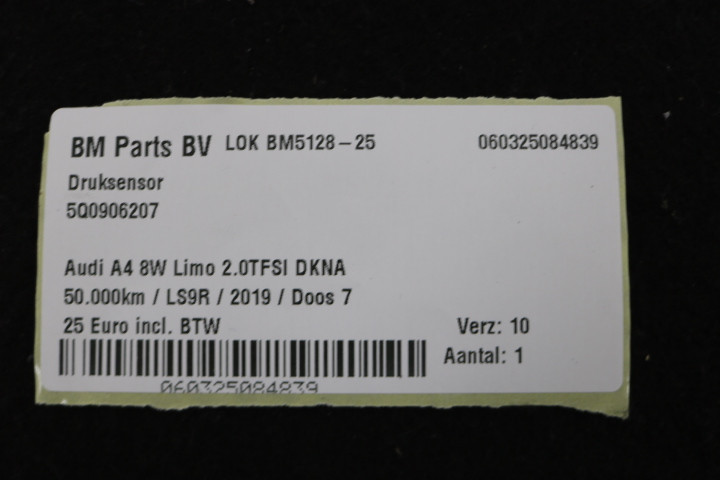 BM Parts BV LOK BM5128-25 060325084839
Druksensor
5Q0906207
Audi A4 8W Limo 2.0TFSI DKNA
50.000km / LS9R / 2019 / Doos 7
25 Euro incl. BTW Verz: 10
Aantal: 1
060325084839